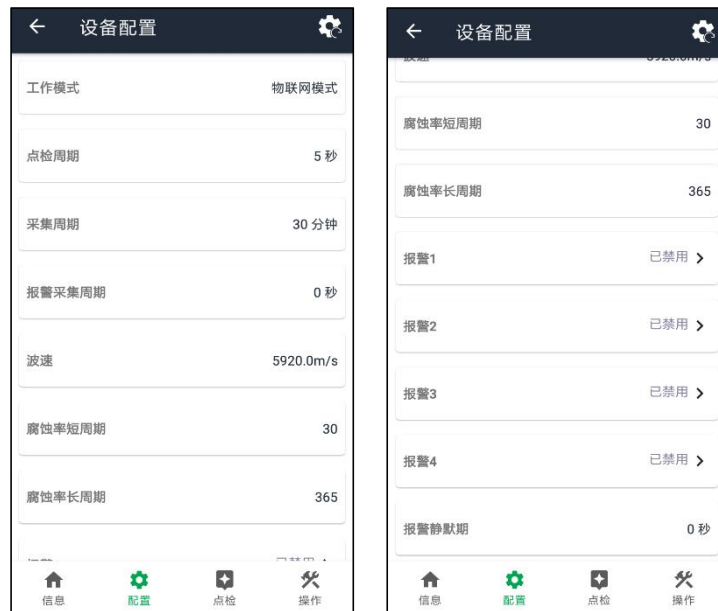 设备配置
工作模式 物联网模式
点检周期 5 秒
采集周期 30 分钟
报警采集周期 0 秒
波速 5920.0m/s
腐蚀率短周期 30
腐蚀率长周期 365
信息 配置 点检 操作
设备配置
腐蚀率短周期 30
腐蚀率长周期 365
报警1 已禁用
报警2 已禁用
报警3 已禁用
报警4 已禁用
报警静默期 0 秒
信息 配置 点检 操作